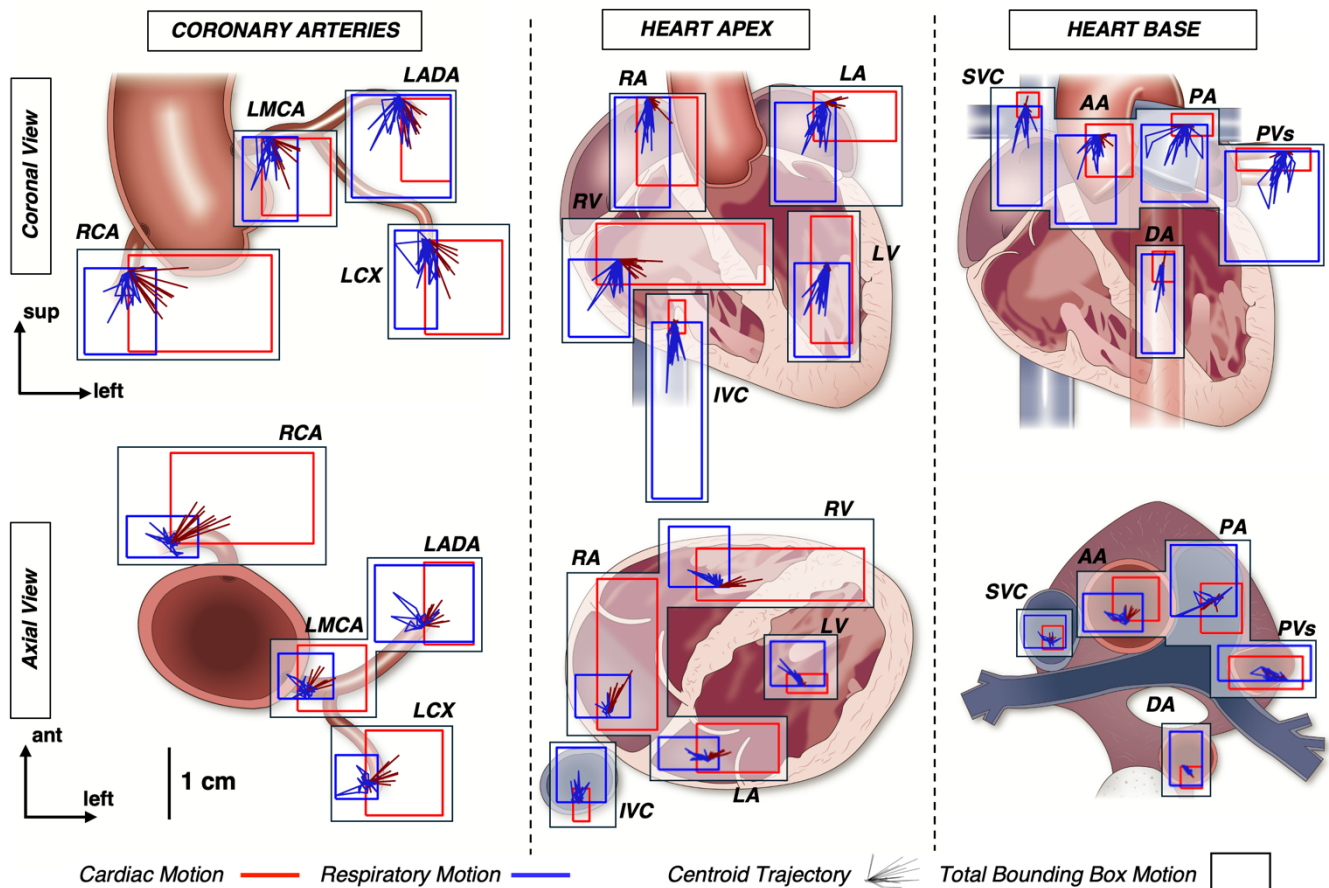 CORONARY ARTERIES
HEART APEX
HEART BASE
Coronal View
LADA
LMCA
RCA
LCX
sup
left
RA
LA
RV
LV
IVC
SVC
AA
PA
PVs
DA
Axial View
RCA
LADA
LMCA
LCX
ant
left
1 cm
RV
RA
LV
LA
IVC
PA
AA
SVC
PVs
DA
Cardiac Motion
Respiratory Motion
Centroid Trajectory
Total Bounding Box Motion